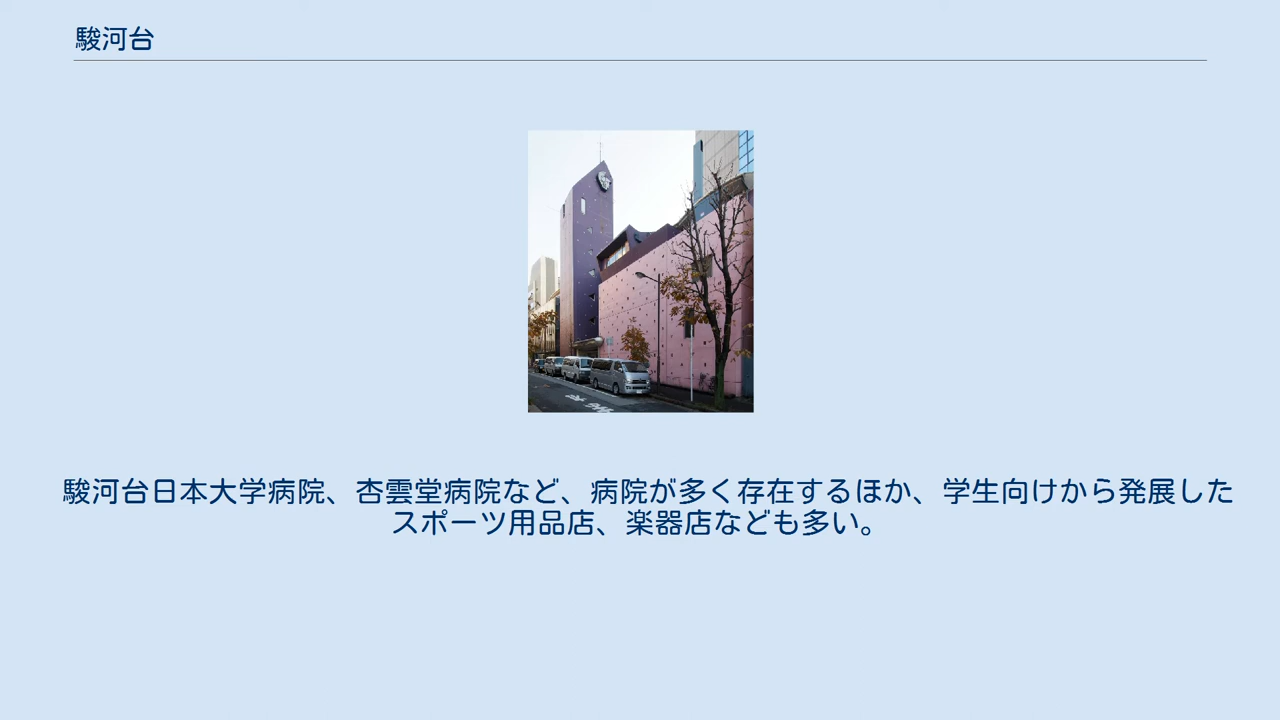 駿河台
駿河台日本大学病院、杏雲堂病院など、病院が多く存在するほか、学生向けから発展した
スポーツ用品店、楽器店なども多い。